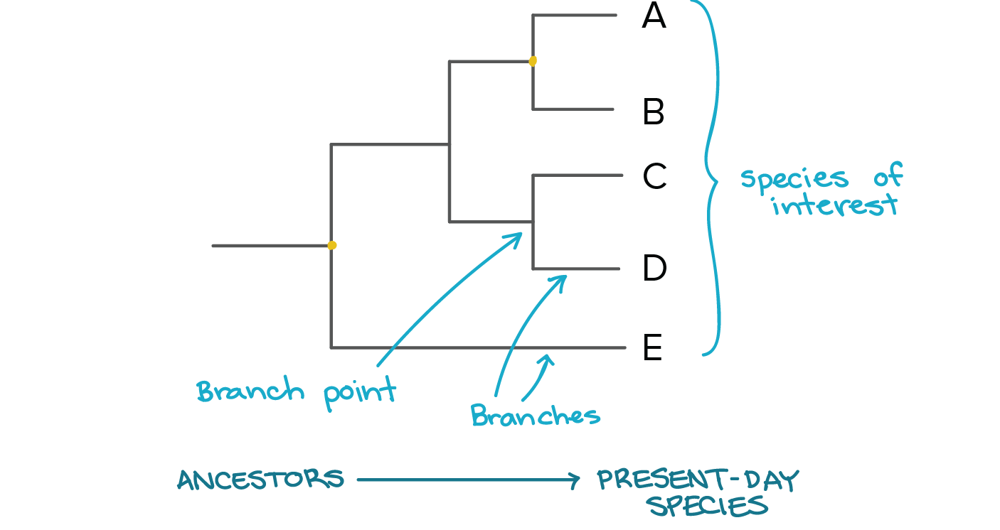 A
B
C
species of
interest
D
E
Branch point
Branches
ANCESTORS
PRESENT-DAY
SPECIES